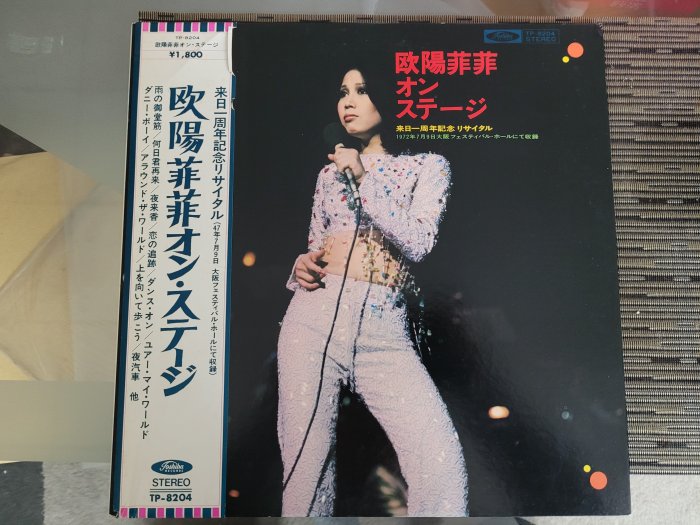 TP-8204
欧陽菲菲オン・ステージ
¥1,800
来日一周年記念リサイタル(47年7月9日 大阪フェスティバル・ホールにて収録)
欧陽菲菲オン・ステージ
雨の御堂筋/何日君再来/夜来香/恋の追跡/ダンス・オン/ユアー・マイ・ワールド
ダニー・ボーイ/アラウンド・ザ・ワールド/上を向いて歩こう/夜汽車 他
Toshiba
RECORDS
STEREO
TP-8204
Toshiba
TP-8204
STEREO
欧陽菲菲
オン
ステージ
来日一周年記念リサイタル
1972年7月9日大阪フェスティバル・ホールにて収録